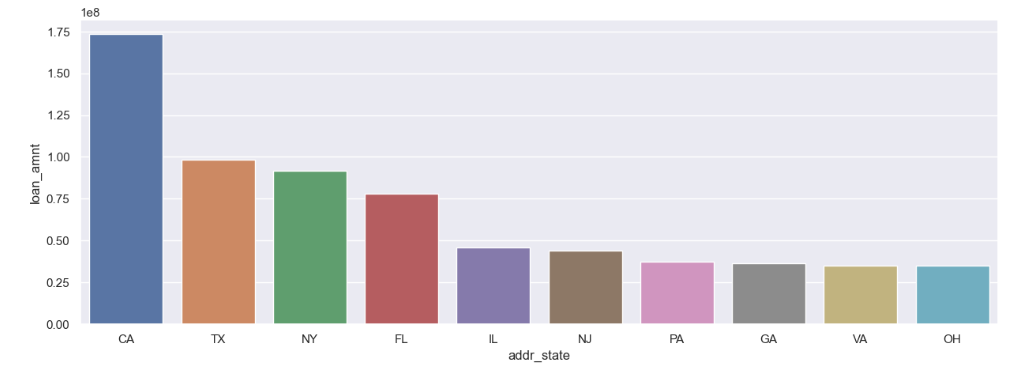 1e8
1.75
1.50
1.25
1.00
0.75
0.50
0.25
0.00
loan_amnt
CA TX NY FL IL NJ PA GA VA OH
addr_state